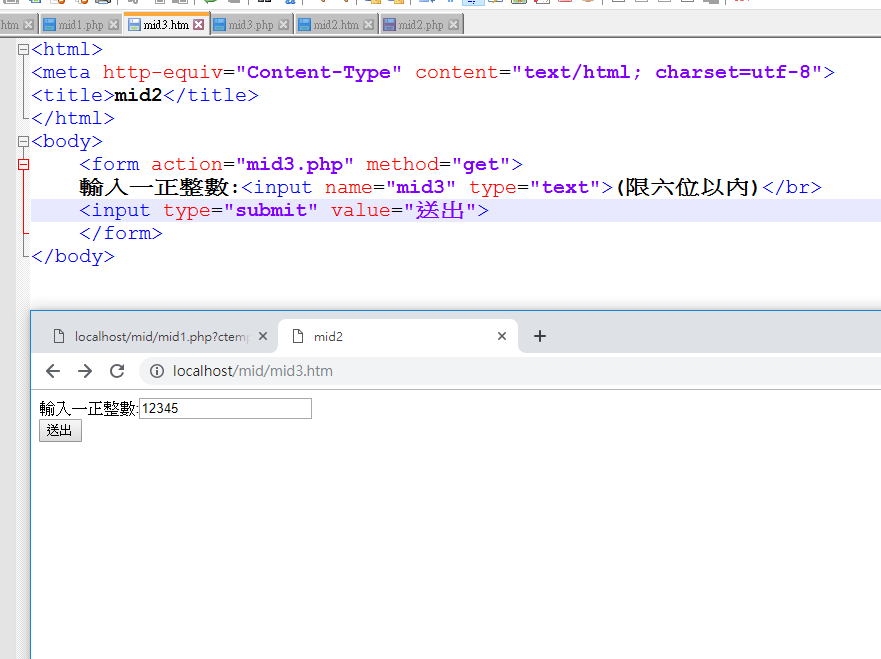 htm mid1.php mid3.htm mid3.php mid2.htm mid2.php
<html>
<meta http-equiv="Content-Type" content="text/html; charset=utf-8">
<title>mid2</title>
</html>
<body>
<form action="mid3.php" method="get">
輸入一正整數:<input name="mid3" type="text">(限六位以內)</br>
<input type="submit" value="送出">
</form>
</body>
localhost/mid/mid1.php?ctemp mid2
localhost/mid/mid3.htm
輸入一正整數:12345
送出